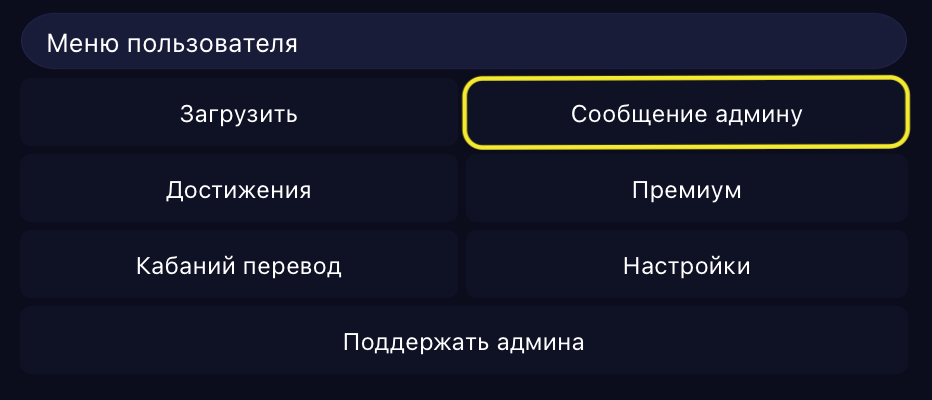 Меню пользователя
Загрузить
Сообщение админу
Достижения
Премиум
Кабаний перевод
Настройки
Поддержать админа